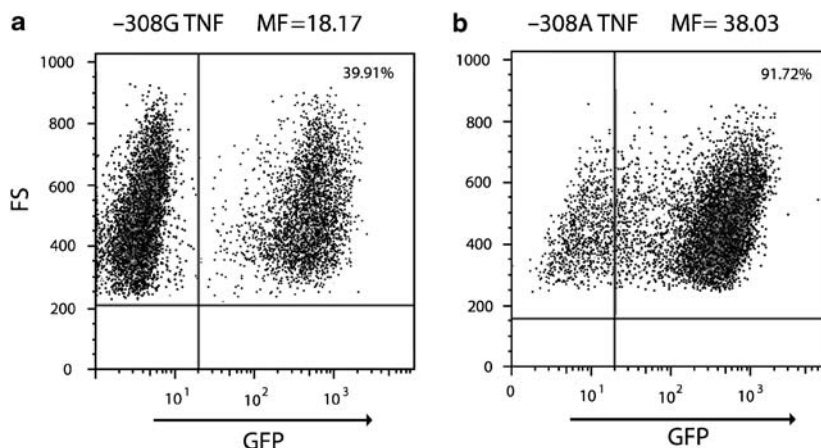 a
–308G TNF MF=18.17
39.91%
1000
800
600
400
200
0
FS
10¹ 10² 10³
GFP
b
–308A TNF MF= 38.03
91.72%
1000
800
600
400
200
0
0 10¹ 10² 10³
GFP